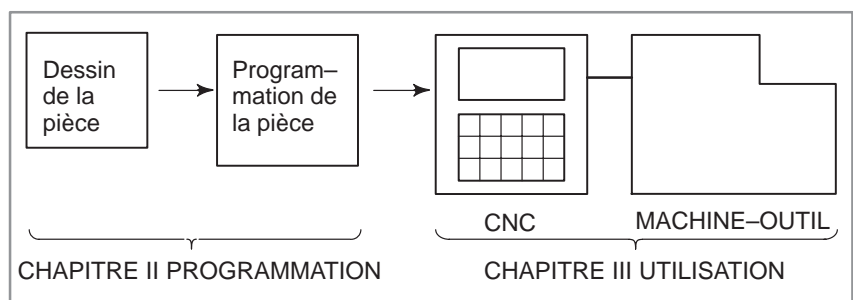 Dessin
de la
pièce
Program–
mation de
la pièce
CNC
MACHINE–OUTIL
CHAPITRE II PROGRAMMATION
CHAPITRE III UTILISATION